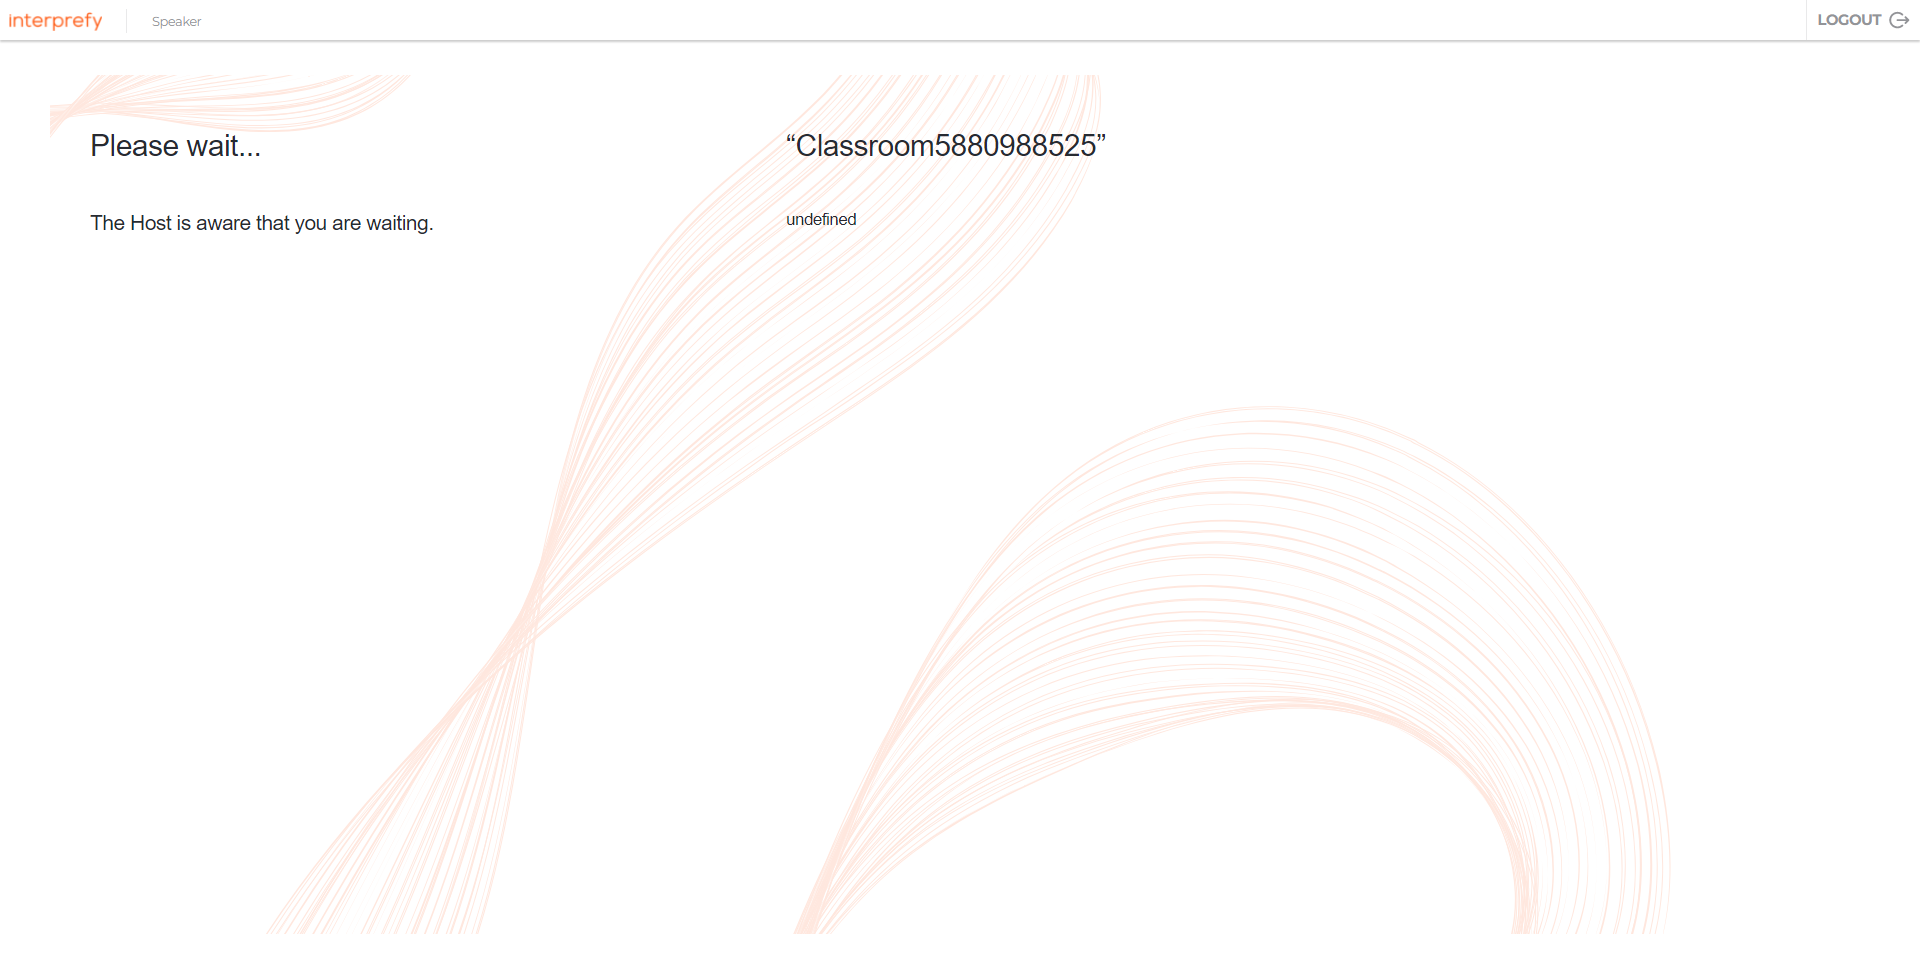 interprefy
Speaker
LOGOUT
Please wait...
“Classroom5880988525”
The Host is aware that you are waiting.
undefined